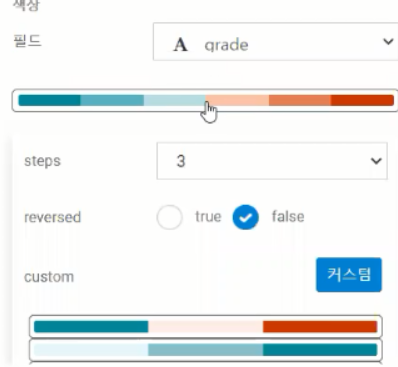 색상
필드 A grade
steps 3
reversed true false
custom 커스텀